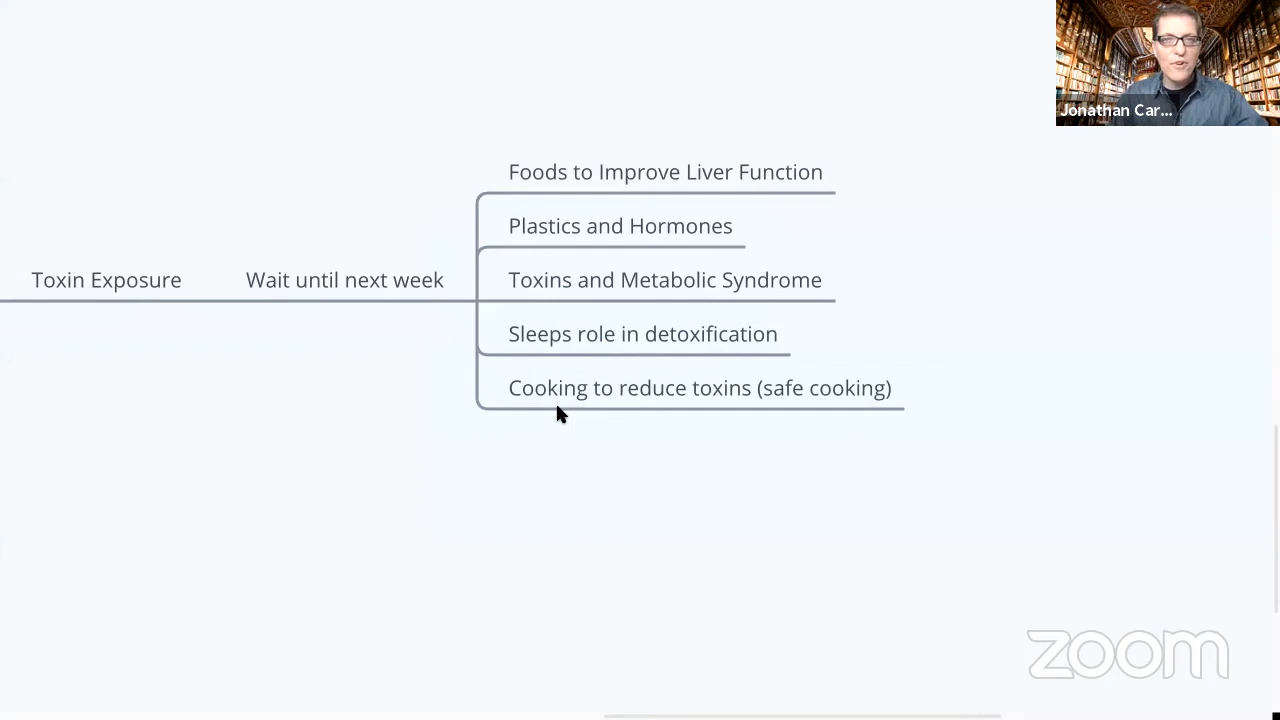 Jonathan Car...
Foods to Improve Liver Function
Plastics and Hormones
Toxin Exposure
Wait until next week
Toxins and Metabolic Syndrome
Sleeps role in detoxification
Cooking to reduce toxins (safe cooking)
zoom